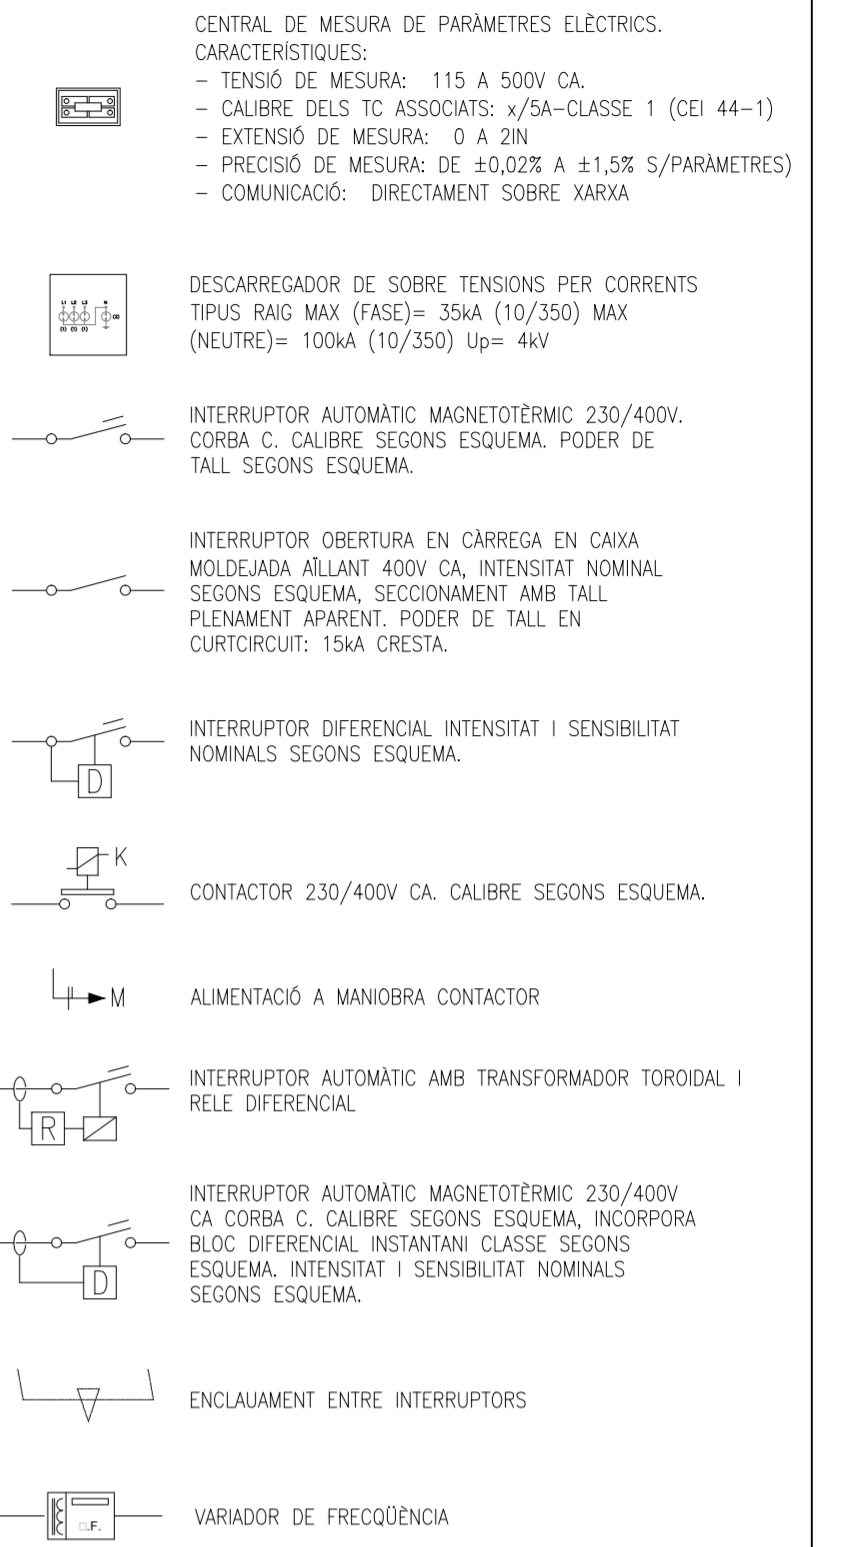 CENTRAL DE MESURA DE PARÀMETRES ELÈCTRICS.
CARACTERÍSTIQUES:
- TENSIÓ DE MESURA: 115 A 500V CA.
- CALIBRE DELS TC ASSOCIATS: x/5A-CLASSE 1 (CEI 44-1)
- EXTENSIÓ DE MESURA: 0 A 2IN
- PRECISIÓ DE MESURA: DE ±0,02% A ±1,5% S/PARÀMETRES)
- COMUNICACIÓ: DIRECTAMENT SOBRE XARXA
L1 L2 L3 N
(2)
(1) (1) (1)
DESCARREGADOR DE SOBRE TENSIONS PER CORRENTS
TIPUS RAIG MAX (FASE)= 35kA (10/350) MAX
(NEUTRE)= 100kA (10/350) Up= 4kV
INTERRUPTOR AUTOMÀTIC MAGNETOTÈRMIC 230/400V.
CORBA C. CALIBRE SEGONS ESQUEMA. PODER DE
TALL SEGONS ESQUEMA.
INTERRUPTOR OBERTURA EN CÀRREGA EN CAIXA
MOLDEJADA AÏLLANT 400V CA, INTENSITAT NOMINAL
SEGONS ESQUEMA, SECCIONAMENT AMB TALL
PLENAMENT APARENT. PODER DE TALL EN
CURTCIRCUIT: 15kA CRESTA.
D
INTERRUPTOR DIFERENCIAL INTENSITAT I SENSIBILITAT
NOMINALS SEGONS ESQUEMA.
K
CONTACTOR 230/400V CA. CALIBRE SEGONS ESQUEMA.
M
ALIMENTACIÓ A MANIOBRA CONTACTOR
R
INTERRUPTOR AUTOMÀTIC AMB TRANSFORMADOR TOROIDAL I
RELE DIFERENCIAL
D
INTERRUPTOR AUTOMÀTIC MAGNETOTÈRMIC 230/400V
CA CORBA C. CALIBRE SEGONS ESQUEMA, INCORPORA
BLOC DIFERENCIAL INSTANTANI CLASSE SEGONS
ESQUEMA. INTENSITAT I SENSIBILITAT NOMINALS
SEGONS ESQUEMA.
ENCLAUAMENT ENTRE INTERRUPTORS
□.F.
VARIADOR DE FRECQÜÈNCIA